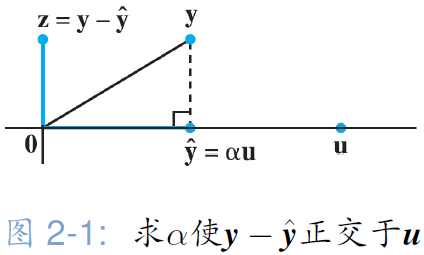 z = y − ŷ
y
0
ŷ = αu
u
图 2-1: 求α使y − ŷ正交于u